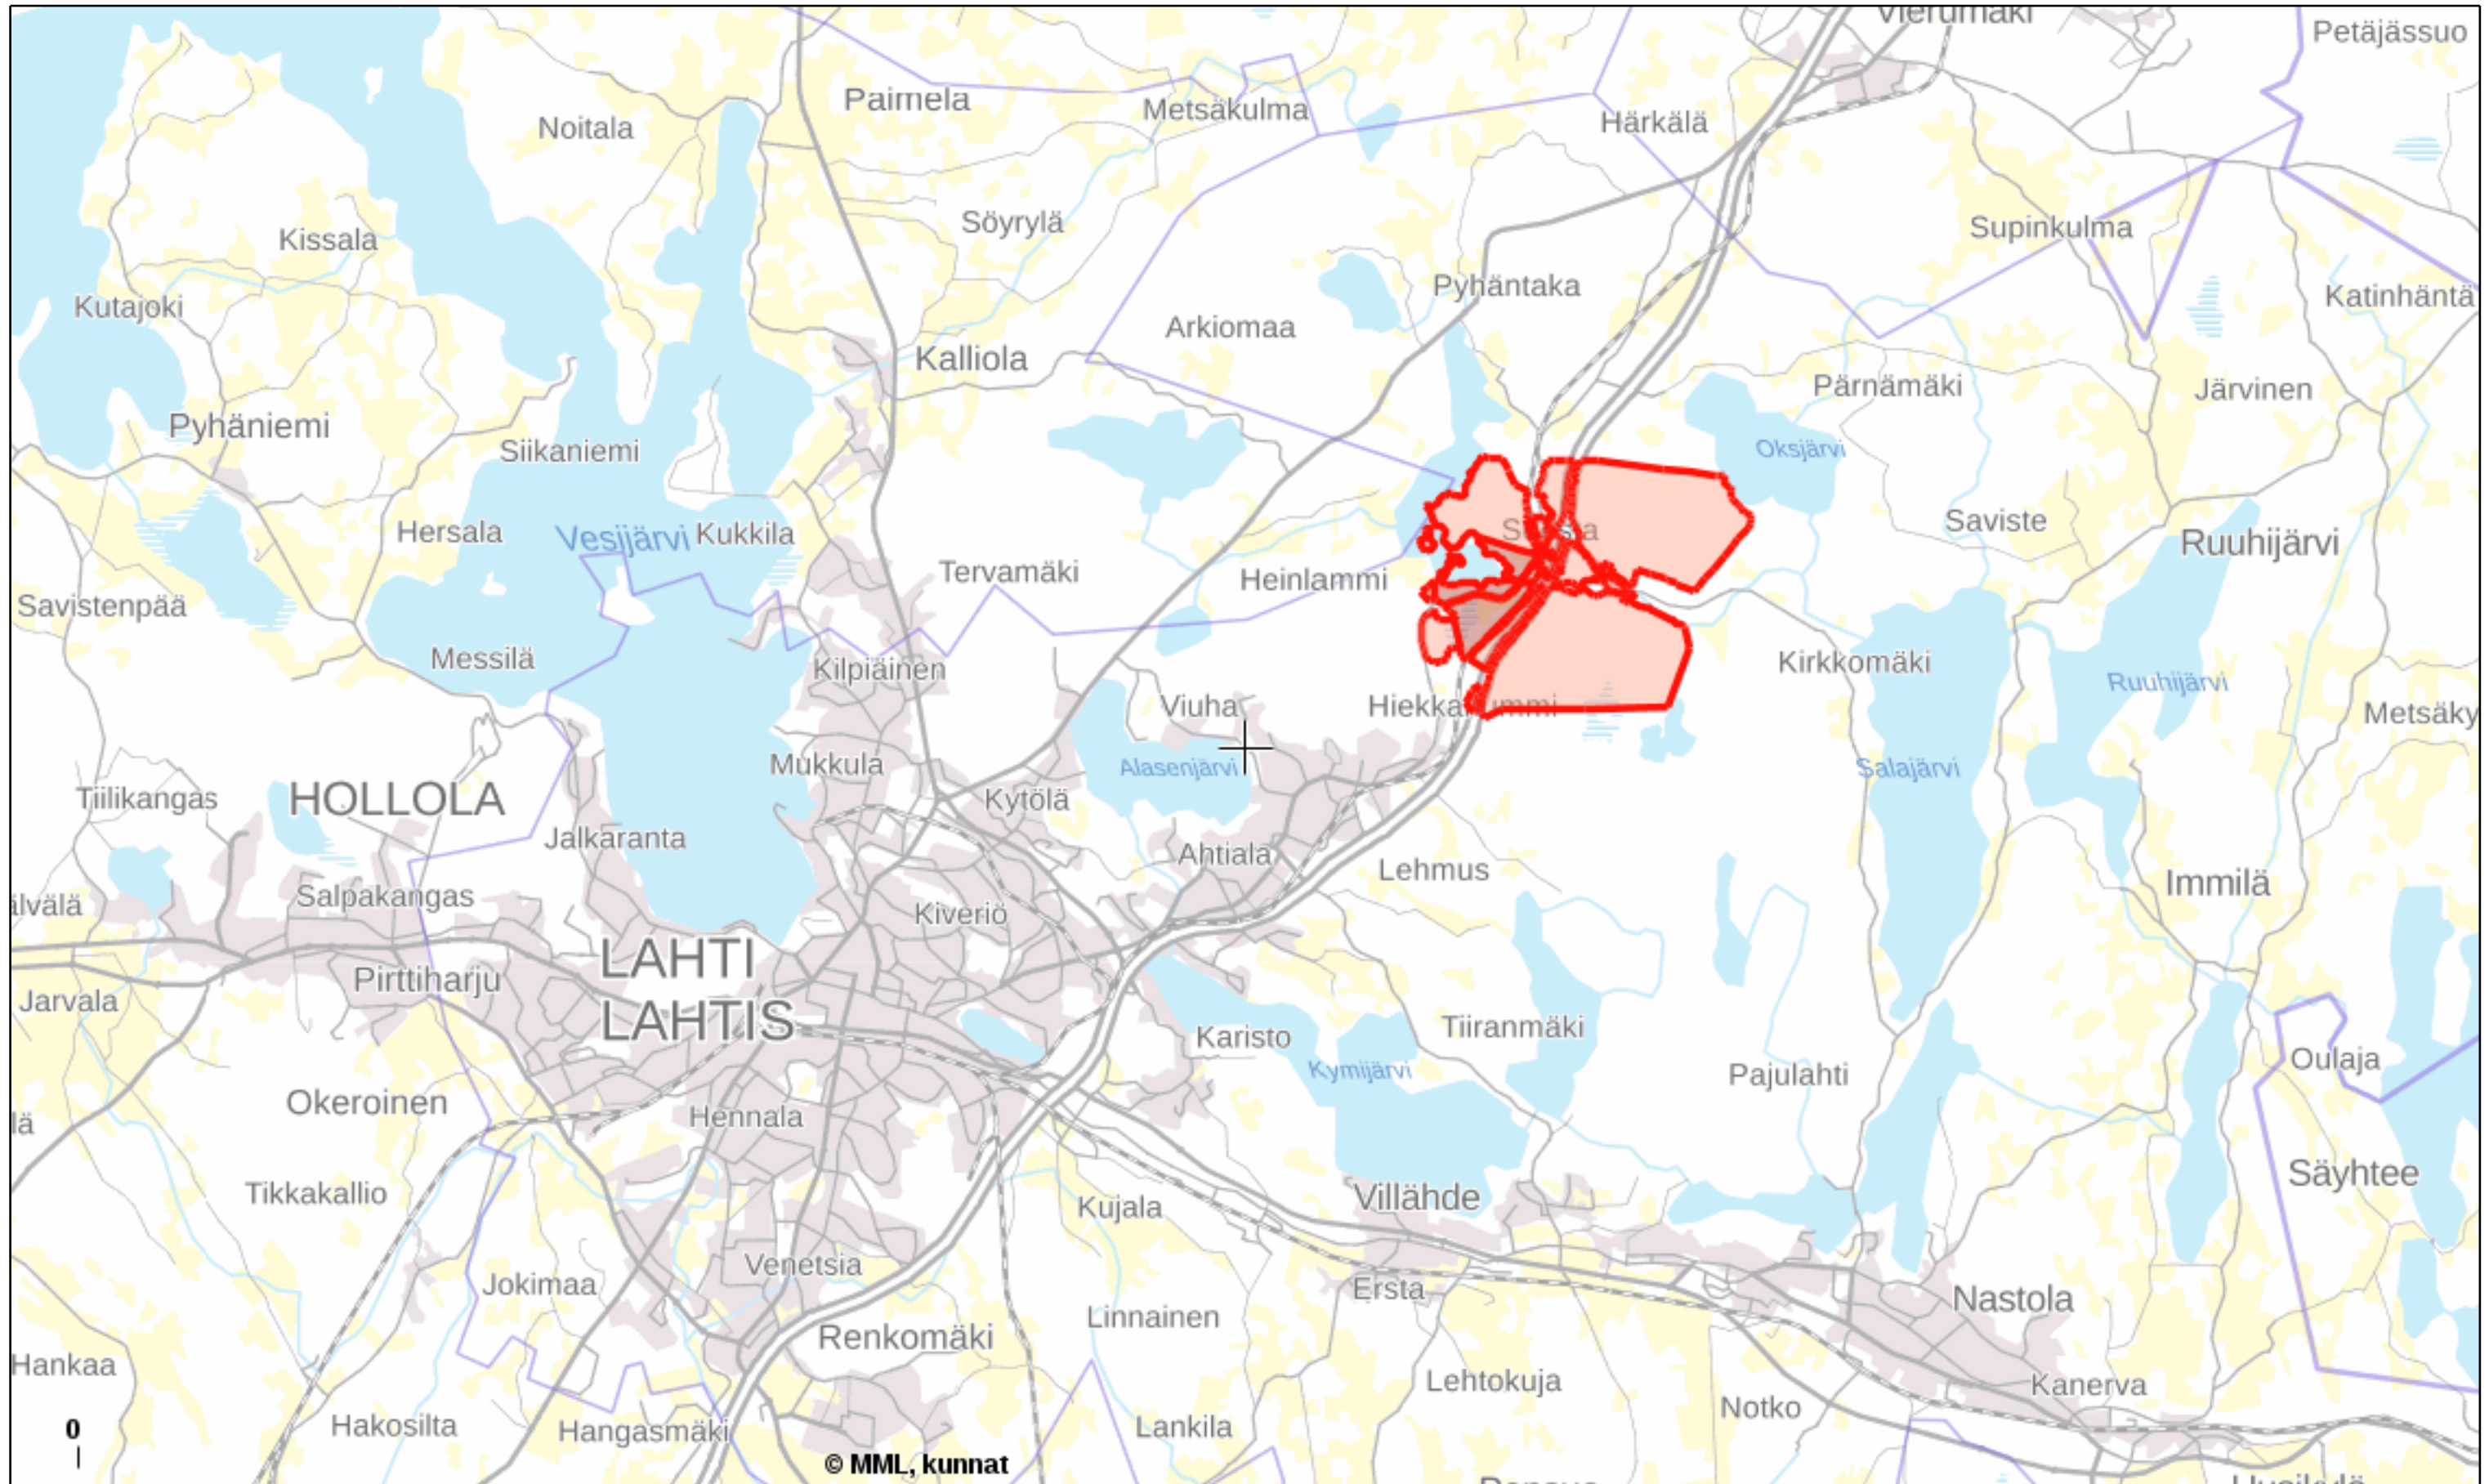 Vierumäki
Petäjässuo
Paimela
Metsäkulma
Noitala
Härkälä
Söyrylä
Supinkulma
Kissala
Pyhäntaka
Katinhäntä
Kutajoki
Arkiomaa
Kalliola
Pärnämäki
Järvinen
Pyhäniemi
Siikaniemi
Oksjärvi
Saviste
Hersala
Vesijärvi
Kukkila
Ruuhijärvi
Tervamäki
Heinlammi
Savistenpää
Messilä
Kilpiäinen
Kirkkomäki
Ruuhijärvi
Viuha
Metsäky
Mukkula
Alasenjärvi
Salajärvi
Tiilikangas
HOLLOLA
Kytölä
Jalkaranta
Ahtiala
Lehmus
Immilä
Salpakangas
älvälä
Kiveriö
LAHTI
LAHTIS
Pirttiharju
Jarvala
Karisto
Tiiranmäki
Oulaja
Kymijärvi
Pajulahti
Okeroinen
lä
Hennala
Säyhtee
Tikkakallio
Kujala
Villähde
Venetsia
Jokimaa
Ersta
Nastola
Linnainen
Renkomäki
Hankaa
Lehtokuja
Kanerva
Notko
Hakosilta
Hangasmäki
Lankila
0
© MML, kunnat